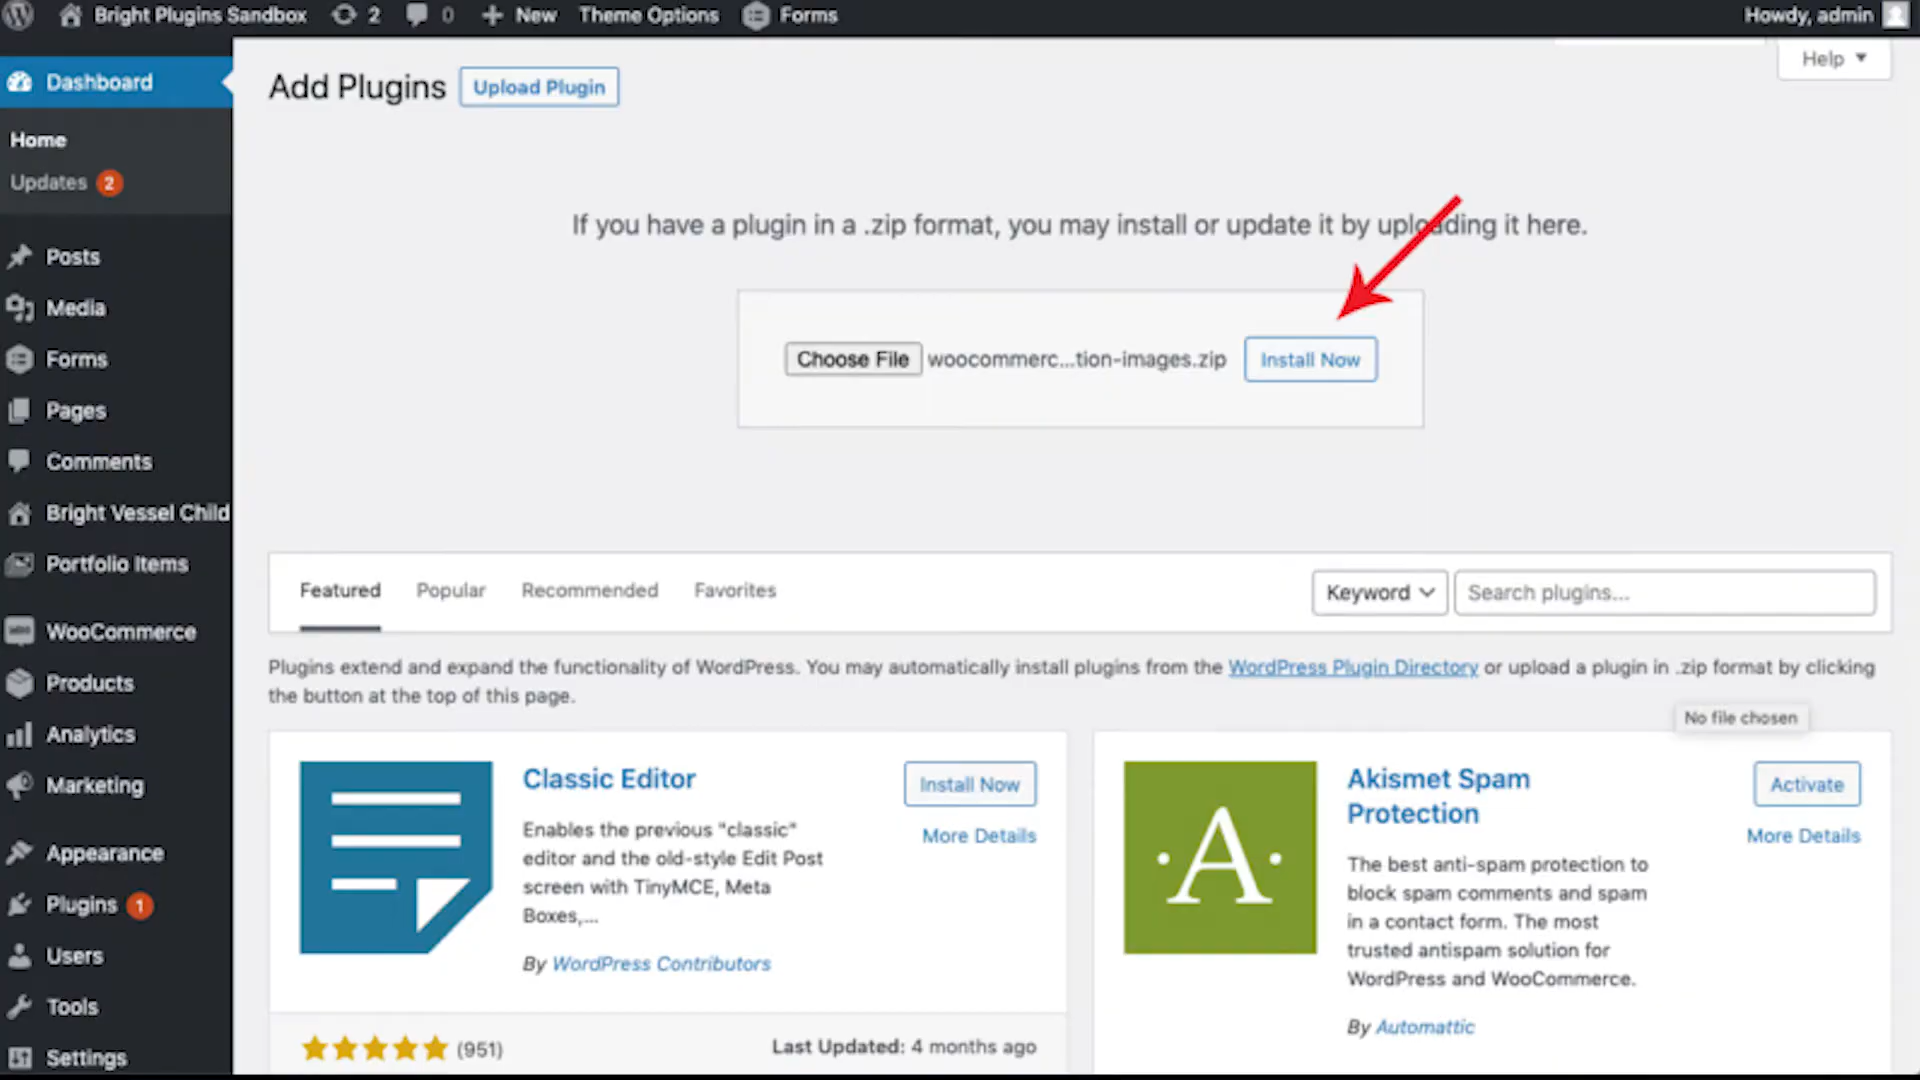 Bright Plugins Sandbox 2 0 New Theme Options Forms Howdy, admin
Help
Dashboard
Home
Updates 2
Posts
Media
Forms
Pages
Comments
Bright Vessel Child
Portfolio Items
WooCommerce
Products
Analytics
Marketing
Appearance
Plugins 1
Users
Tools
Settings
Add Plugins Upload Plugin
If you have a plugin in a .zip format, you may install or update it by uploading it here.
Choose File woocommerc...tion-images.zip Install Now
Featured Popular Recommended Favorites Keyword Search plugins...
Plugins extend and expand the functionality of WordPress. You may automatically install plugins from the WordPress Plugin Directory or upload a plugin in .zip format by clicking
the button at the top of this page.
No file chosen
Classic Editor
Install Now
More Details
Enables the previous "classic"
editor and the old-style Edit Post
screen with TinyMCE, Meta
Boxes,...
By WordPress Contributors
(951)
Last Updated: 4 months ago
A
Akismet Spam
Protection
Activate
More Details
The best anti-spam protection to
block spam comments and spam
in a contact form. The most
trusted antispam solution for
WordPress and WooCommerce.
By Automattic